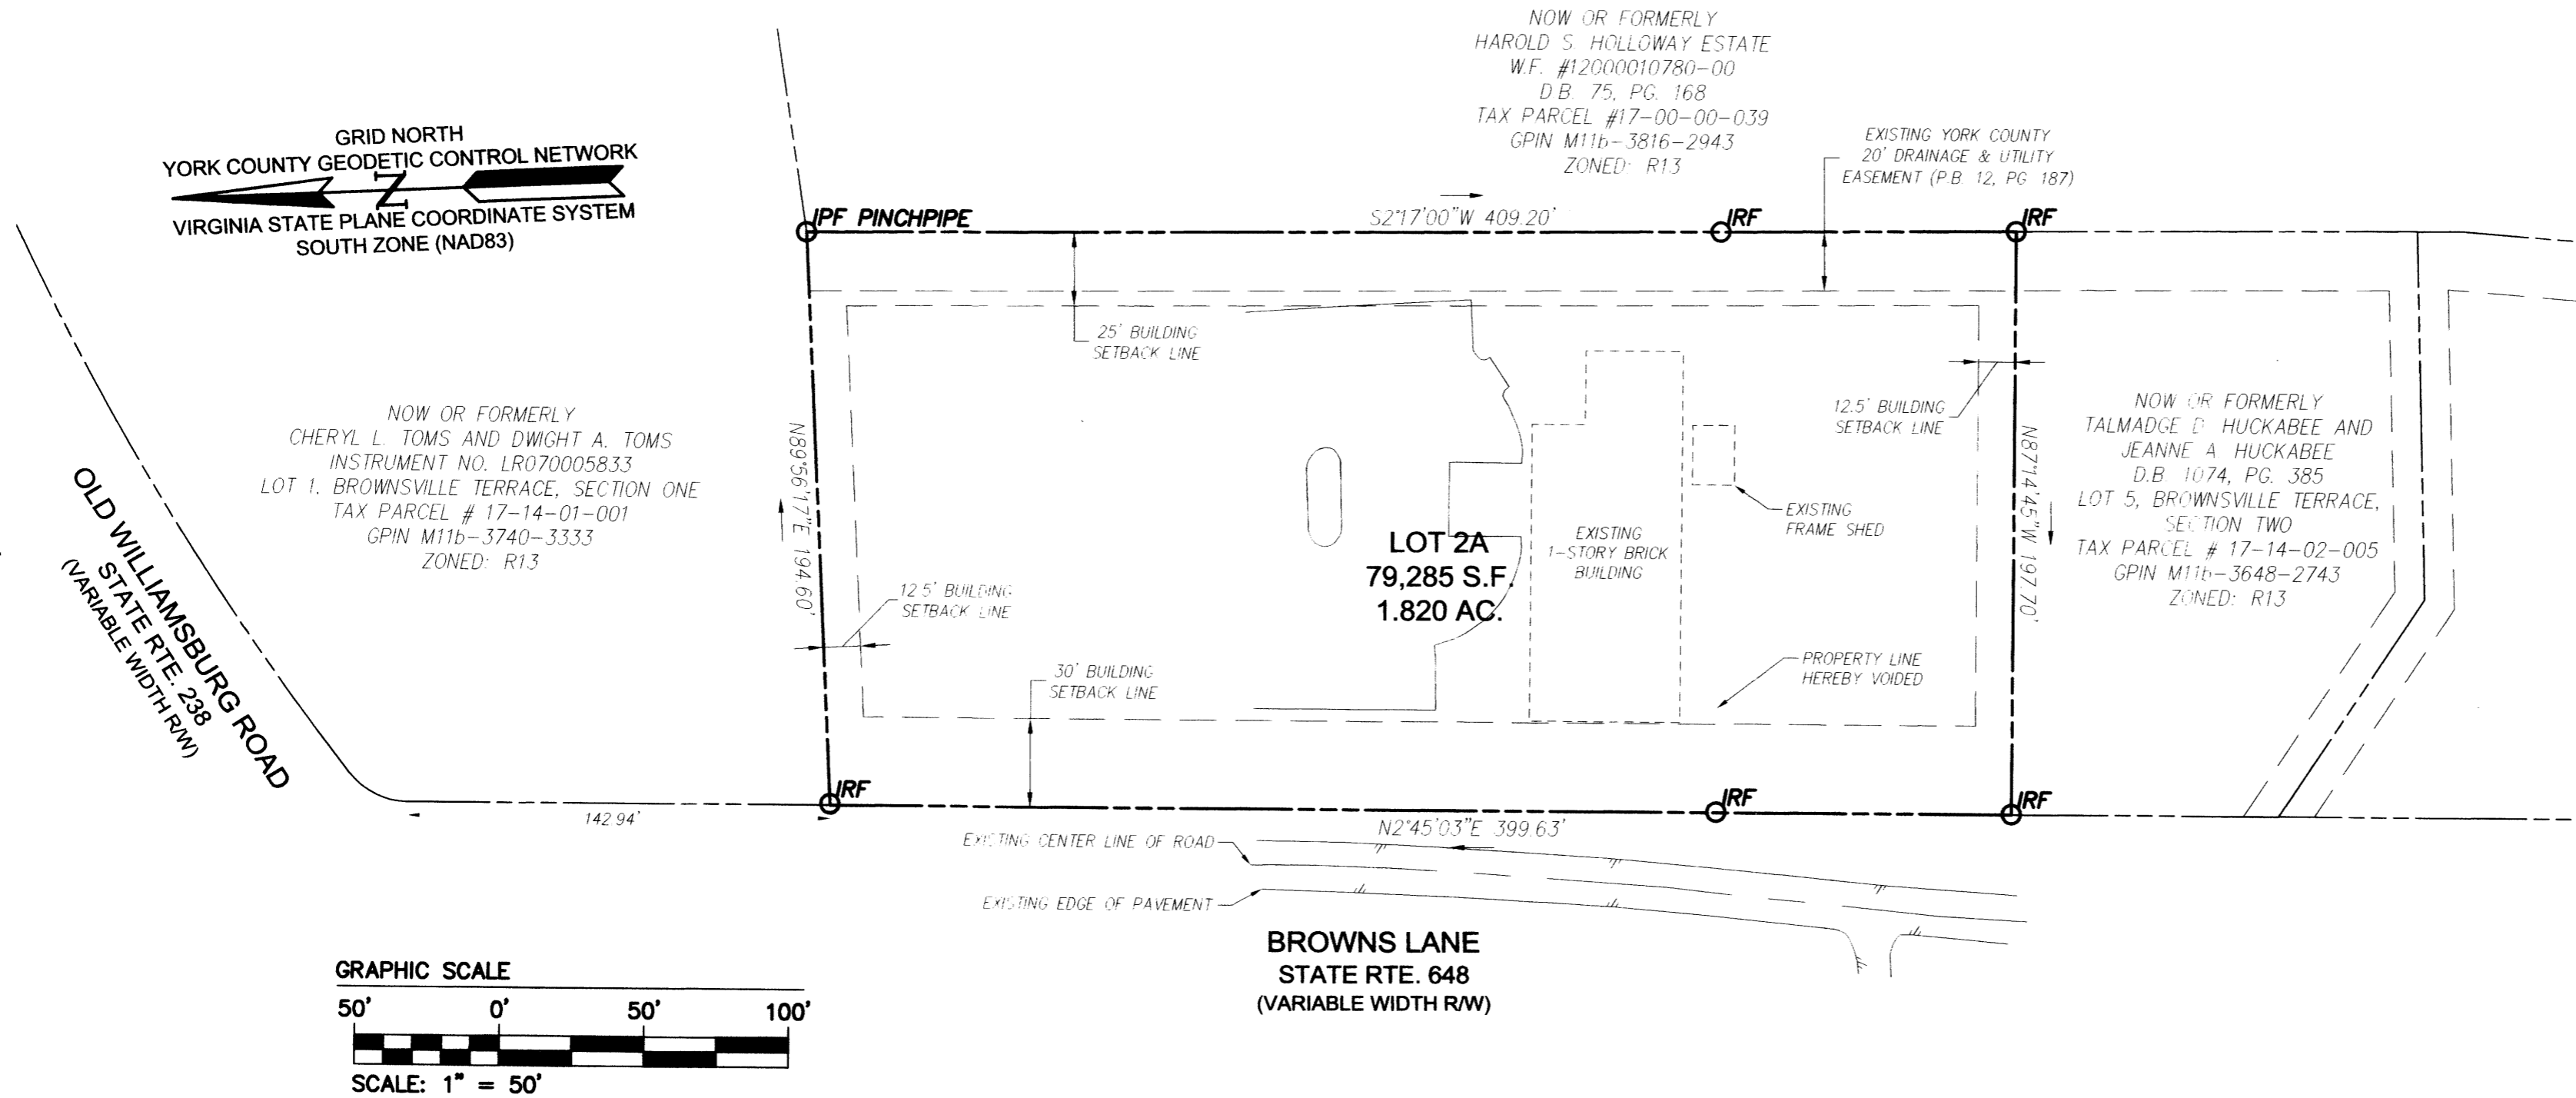 NOW OR FORMERLY
HAROLD S. HOLLOWAY ESTATE
W.F. #12000010780-00
D.B. 75, PG. 168
TAX PARCEL #17-00-00-039
GPIN M11b-3816-2943
ZONED: R13
GRID NORTH
YORK COUNTY GEODETIC CONTROL NETWORK
N
VIRGINIA STATE PLANE COORDINATE SYSTEM
SOUTH ZONE (NAD83)
EXISTING YORK COUNTY
20' DRAINAGE & UTILITY
EASEMENT (P.B. 12, PG 187)
IPF PINCHPIPE
S2°17'00"W 409.20'
IRF
IRF
25' BUILDING
SETBACK LINE
NOW OR FORMERLY
CHERYL L. TOMS AND DWIGHT A. TOMS
INSTRUMENT NO. LR070005833
LOT 1, BROWNSVILLE TERRACE, SECTION ONE
TAX PARCEL # 17-14-01-001
GPIN M11b-3740-3333
ZONED: R13
N89°56'17"E 194.60'
12.5' BUILDING
SETBACK LINE
N87°14'45"W 197.70'
NOW OR FORMERLY
TALMADGE D. HUCKABEE AND
JEANNE A. HUCKABEE
D.B. 1074, PG. 385
LOT 5, BROWNSVILLE TERRACE,
SECTION TWO
TAX PARCEL # 17-14-02-005
GPIN M11b-3648-2743
ZONED: R13
OLD WILLIAMSBURG ROAD
STATE RTE. 238
(VARIABLE WIDTH R/W)
EXISTING
FRAME SHED
LOT 2A
79,285 S.F.
1.820 AC.
EXISTING
1-STORY BRICK
BUILDING
12.5' BUILDING
SETBACK LINE
30' BUILDING
SETBACK LINE
PROPERTY LINE
HEREBY VOIDED
IRF
IRF
IRF
142.94'
N2°45'03"E 399.63'
EXISTING CENTER LINE OF ROAD
EXISTING EDGE OF PAVEMENT
BROWNS LANE
STATE RTE. 648
(VARIABLE WIDTH R/W)
GRAPHIC SCALE
50' 0' 50' 100'
SCALE: 1" = 50'